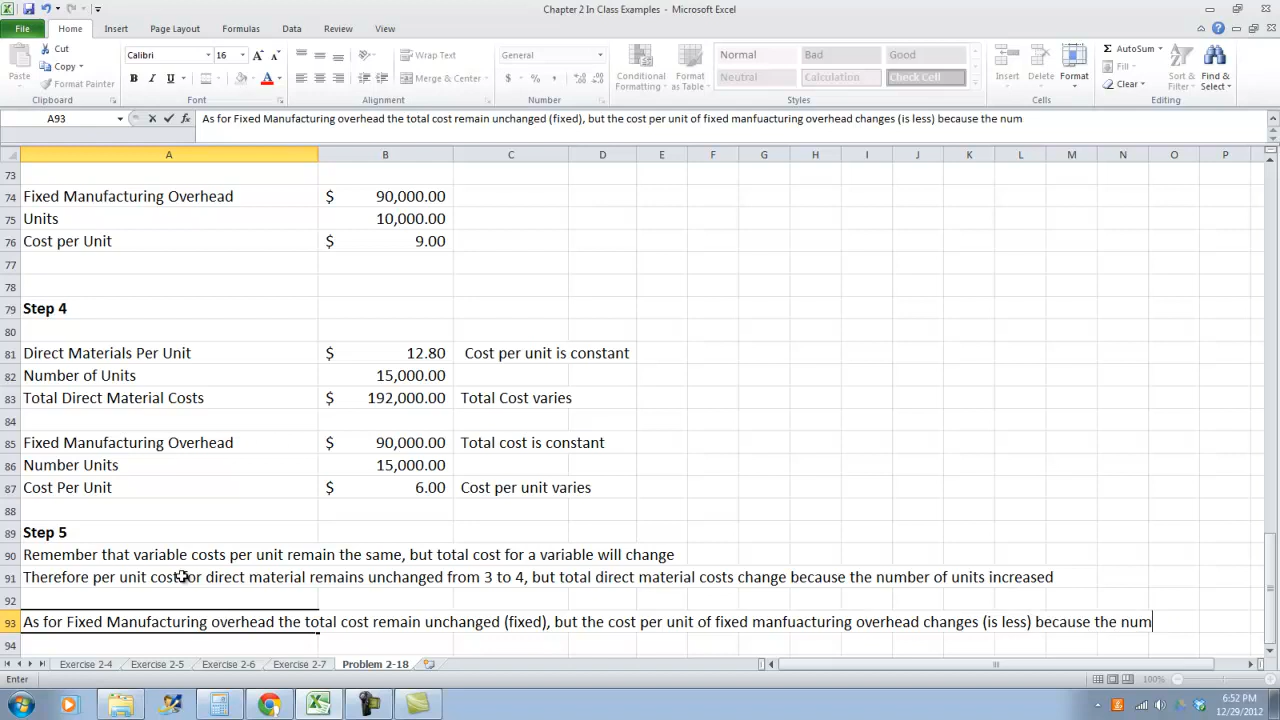 Chapter 2 In Class Examples - Microsoft Excel
File Home Insert Page Layout Formulas Data Review View
Paste Cut Copy Format Painter Clipboard
Calibri 16 A A B I U A Font
Wrap Text Merge & Center Alignment
General $ % , Number
Conditional Formatting Format as Table Normal Bad Good Neutral Calculation Check Cell Styles
Insert Delete Format Cells
AutoSum Fill Clear Sort & Filter Find & Select Editing
A93 fx As for Fixed Manufacturing overhead the total cost remain unchanged (fixed), but the cost per unit of fixed manfuacturing overhead changes (is less) because the num
A B C D E F G H I J K L M N O P
73
74 Fixed Manufacturing Overhead $ 90,000.00
75 Units 10,000.00
76 Cost per Unit $ 9.00
77
78
79 Step 4
80
81 Direct Materials Per Unit $ 12.80 Cost per unit is constant
82 Number of Units 15,000.00
83 Total Direct Material Costs $ 192,000.00 Total Cost varies
84
85 Fixed Manufacturing Overhead $ 90,000.00 Total cost is constant
86 Number Units 15,000.00
87 Cost Per Unit $ 6.00 Cost per unit varies
88
89 Step 5
90 Remember that variable costs per unit remain the same, but total cost for a variable will change
91 Therefore per unit cost for direct material remains unchanged from 3 to 4, but total direct material costs change because the number of units increased
92
93 As for Fixed Manufacturing overhead the total cost remain unchanged (fixed), but the cost per unit of fixed manfuacturing overhead changes (is less) because the num
94
Exercise 2-4 Exercise 2-5 Exercise 2-6 Exercise 2-7 Problem 2-18
Enter 100%
6:52 PM
12/29/2012